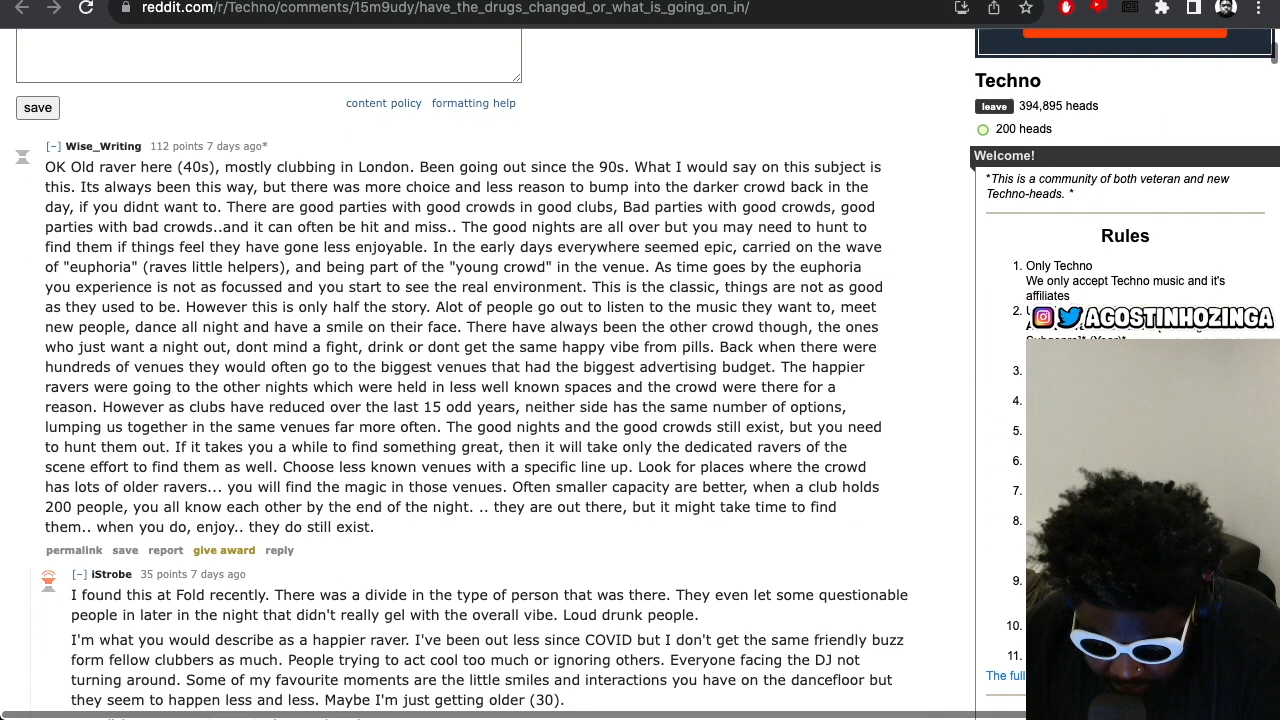 reddit.com/r/Techno/comments/15m9udy/have_the_drugs_changed_or_what_is_going_on_in/
save
content policy formatting help
[–] Wise_Writing 112 points 7 days ago*
OK Old raver here (40s), mostly clubbing in London. Been going out since the 90s. What I would say on this subject is
this. Its always been this way, but there was more choice and less reason to bump into the darker crowd back in the
day, if you didnt want to. There are good parties with good crowds in good clubs, Bad parties with good crowds, good
parties with bad crowds..and it can often be hit and miss.. The good nights are all over but you may need to hunt to
find them if things feel they have gone less enjoyable. In the early days everywhere seemed epic, carried on the wave
of "euphoria" (raves little helpers), and being part of the "young crowd" in the venue. As time goes by the euphoria
you experience is not as focussed and you start to see the real environment. This is the classic, things are not as good
as they used to be. However this is only half the story. Alot of people go out to listen to the music they want to, meet
new people, dance all night and have a smile on their face. There have always been the other crowd though, the ones
who just want a night out, dont mind a fight, drink or dont get the same happy vibe from pills. Back when there were
hundreds of venues they would often go to the biggest venues that had the biggest advertising budget. The happier
ravers were going to the other nights which were held in less well known spaces and the crowd were there for a
reason. However as clubs have reduced over the last 15 odd years, neither side has the same number of options,
lumping us together in the same venues far more often. The good nights and the good crowds still exist, but you need
to hunt them out. If it takes you a while to find something great, then it will take only the dedicated ravers of the
scene effort to find them as well. Choose less known venues with a specific line up. Look for places where the crowd
has lots of older ravers... you will find the magic in those venues. Often smaller capacity are better, when a club holds
200 people, you all know each other by the end of the night. .. they are out there, but it might take time to find
them.. when you do, enjoy.. they do still exist.
permalink save report give award reply
[–] iStrobe 35 points 7 days ago
I found this at Fold recently. There was a divide in the type of person that was there. They even let some questionable
people in later in the night that didn't really gel with the overall vibe. Loud drunk people.
I'm what you would describe as a happier raver. I've been out less since COVID but I don't get the same friendly buzz
form fellow clubbers as much. People trying to act cool too much or ignoring others. Everyone facing the DJ not
turning around. Some of my favourite moments are the little smiles and interactions you have on the dancefloor but
they seem to happen less and less. Maybe I'm just getting older (30).
Techno
leave 394,895 heads
200 heads
Welcome!
*This is a community of both veteran and new
Techno-heads. *
Rules
1. Only Techno
We only accept Techno music and it's
affiliates
2.
AGOSTINHOZINGA
3.
4.
5.
6.
7.
8.
9.
10.
11.
The full